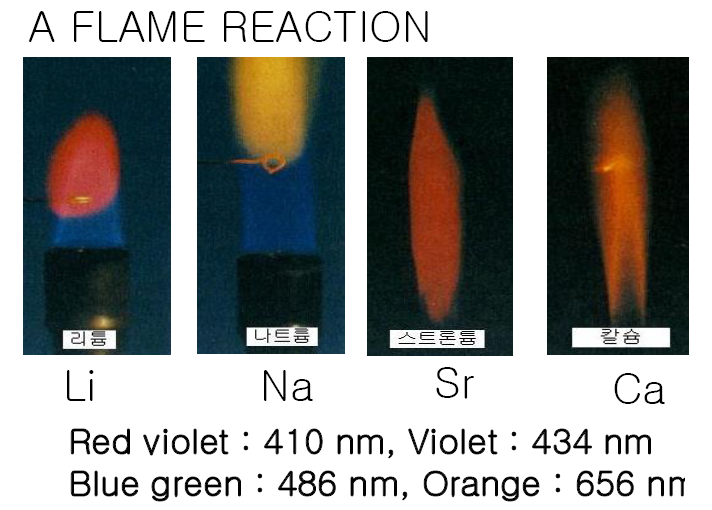 A FLAME REACTION
리튬
나트륨
스트론튬
칼슘
Li
Na
Sr
Ca
Red violet : 410 nm, Violet : 434 nm
Blue green : 486 nm, Orange : 656 nm